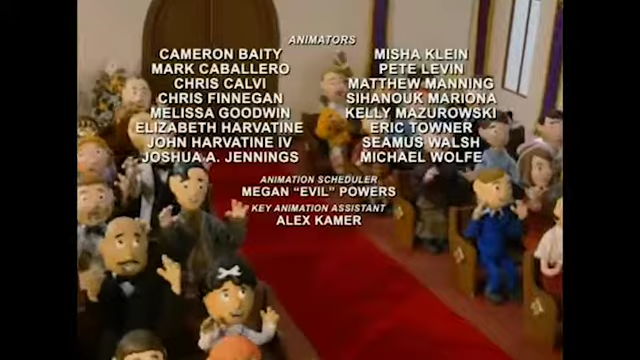 ANIMATORS
CAMERON BAITY
MARK CABALLERO
CHRIS CALVI
CHRIS FINNEGAN
MELISSA GOODWIN
ELIZABETH HARVATINE
JOHN HARVATINE IV
JOSHUA A. JENNINGS
MISHA KLEIN
PETE LEVIN
MATTHEW MANNING
SIHANOUK MARIONA
KELLY MAZUROWSKI
ERIC TOWNER
SEAMUS WALSH
MICHAEL WOLFE
ANIMATION SCHEDULER
MEGAN “EVIL” POWERS
KEY ANIMATION ASSISTANT
ALEX KAMER